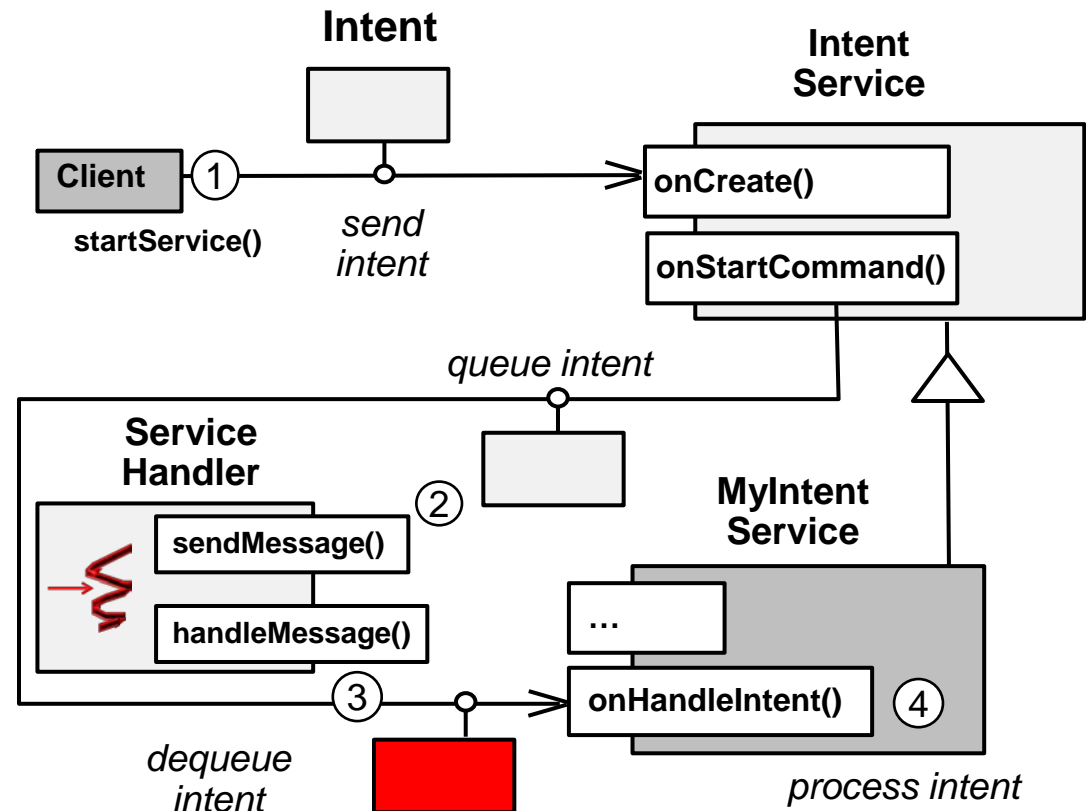 Intent
Intent
Service
Client
1
onCreate()
send
intent
startService()
onStartCommand()
queue intent
Service
Handler
2
sendMessage()
handleMessage()
MyIntent
Service
...
3
onHandleIntent()
4
dequeue
intent
process intent